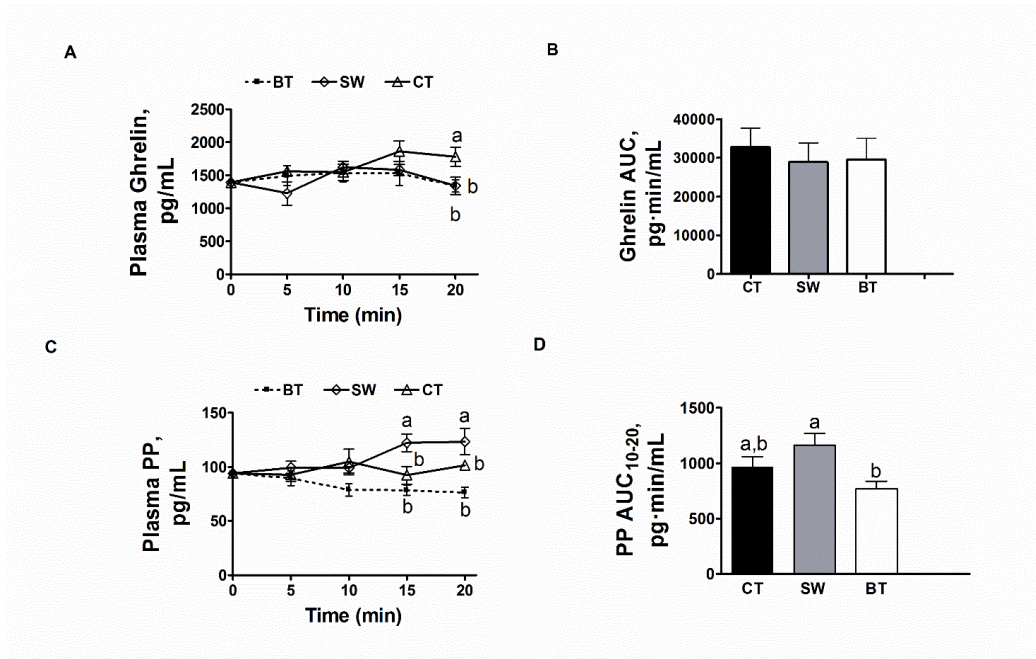 A
BT SW CT
Plasma Ghrelin,
pg/mL
2500
2000
1500
1000
500
0
a
b
b
0 5 10 15 20
Time (min)
B
Ghrelin AUC,
pg·min/mL
40000
30000
20000
10000
0
CT SW BT
C
BT SW CT
Plasma PP,
pg/mL
150
100
50
0
a a
b b
b b
0 5 10 15 20
Time (min)
D
PP AUC10-20,
pg·min/mL
1500
1000
500
0
a,b
a
b
CT SW BT